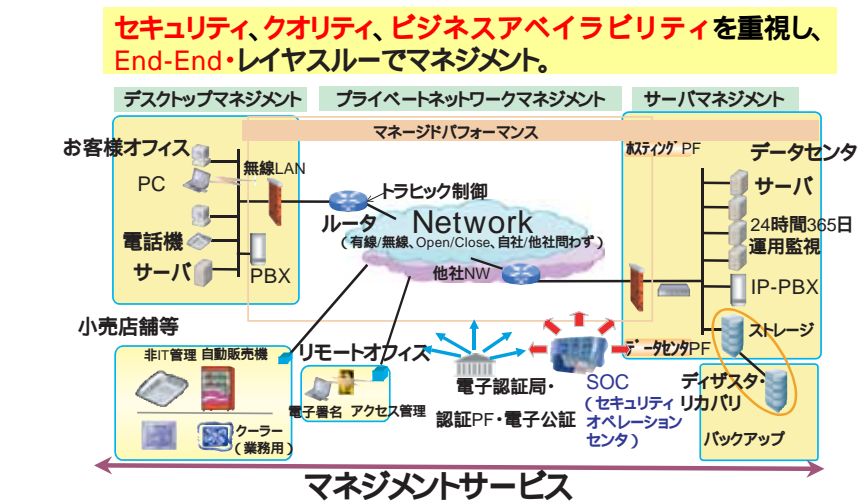 セキュリティ、クオリティ、ビジネスアベイラビリティを重視し、
End-End・レイヤスルーでマネジメント。
デスクトップマネジメント
プライベートネットワークマネジメント
サーバマネジメント
マネージドパフォーマンス
お客様オフィス
PC
無線LAN
電話機
サーバ
PBX
トラヒック制御
ルータ
Network
(有線/無線、Open/Close、自社/他社問わず)
他社NW
ホスティングPF
データセンタ
サーバ
24時間365日
運用監視
IP-PBX
ストレージ
データセンタPF
小売店舗等
非IT管理
自動販売機
クーラー
(業務用)
リモートオフィス
電子署名
アクセス管理
電子認証局・
認証PF・電子公証
SOC
(セキュリティ
オペレーション
センタ)
ディザスタ・
リカバリ
バックアップ
マネジメントサービス